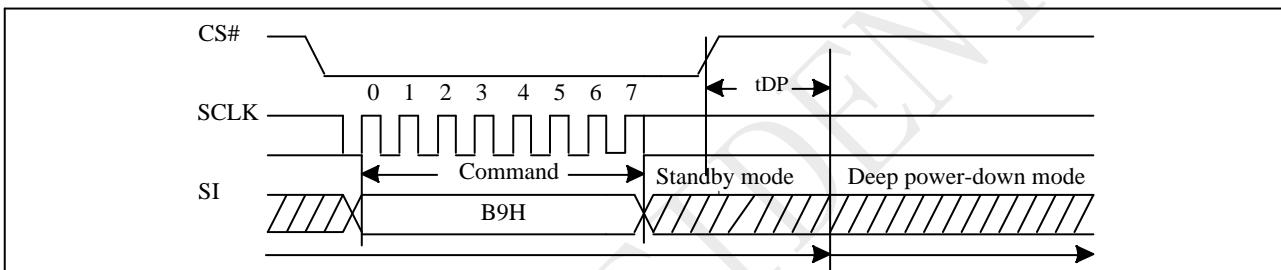 CS#
tDP
0 1 2 3 4 5 6 7
SCLK
Command
Standby mode
Deep power-down mode
SI
B9H